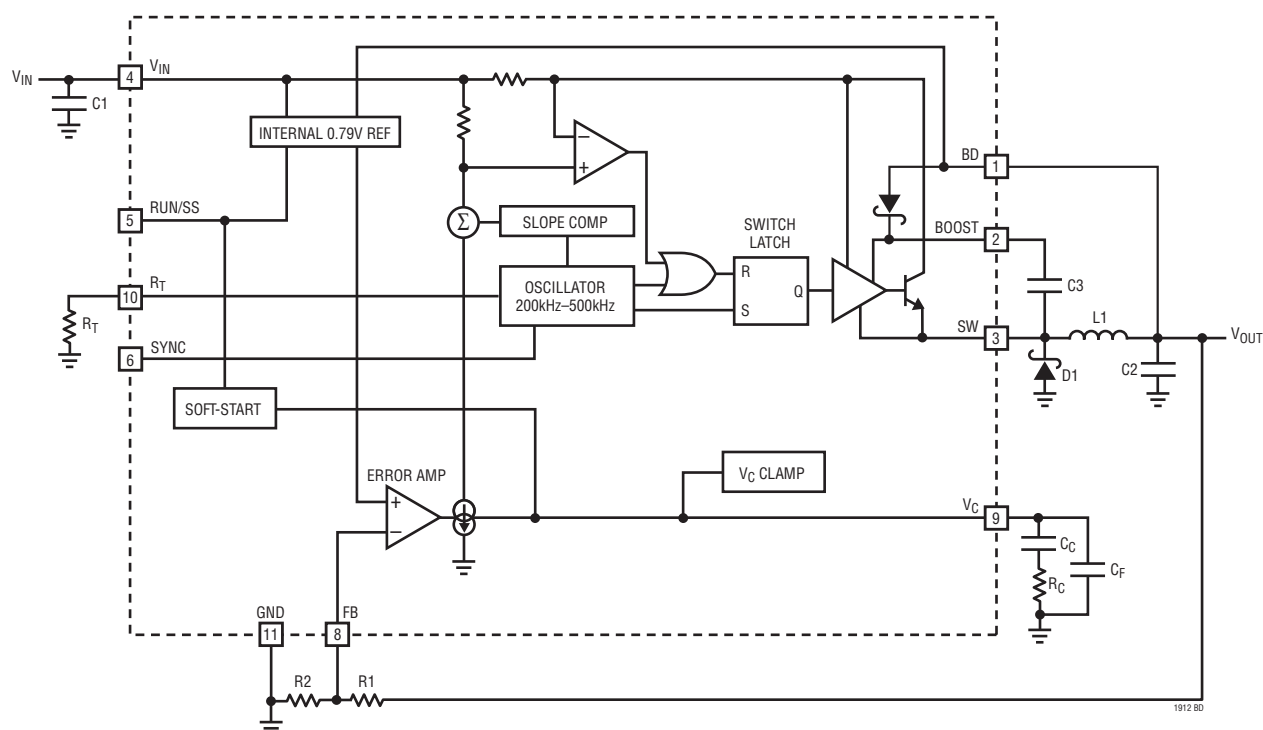 VIN
C1
4
VIN
INTERNAL 0.79V REF
5
RUN/SS
10
RT
RT
6
SYNC
SOFT-START
Σ
SLOPE COMP
OSCILLATOR
200kHz–500kHz
−
+
SWITCH
LATCH
R
S
Q
BD
1
BOOST
2
SW
3
C3
L1
D1
C2
VOUT
ERROR AMP
+
−
VC CLAMP
VC
9
CC
RC
CF
GND
11
FB
8
R2
R1
1912 BD